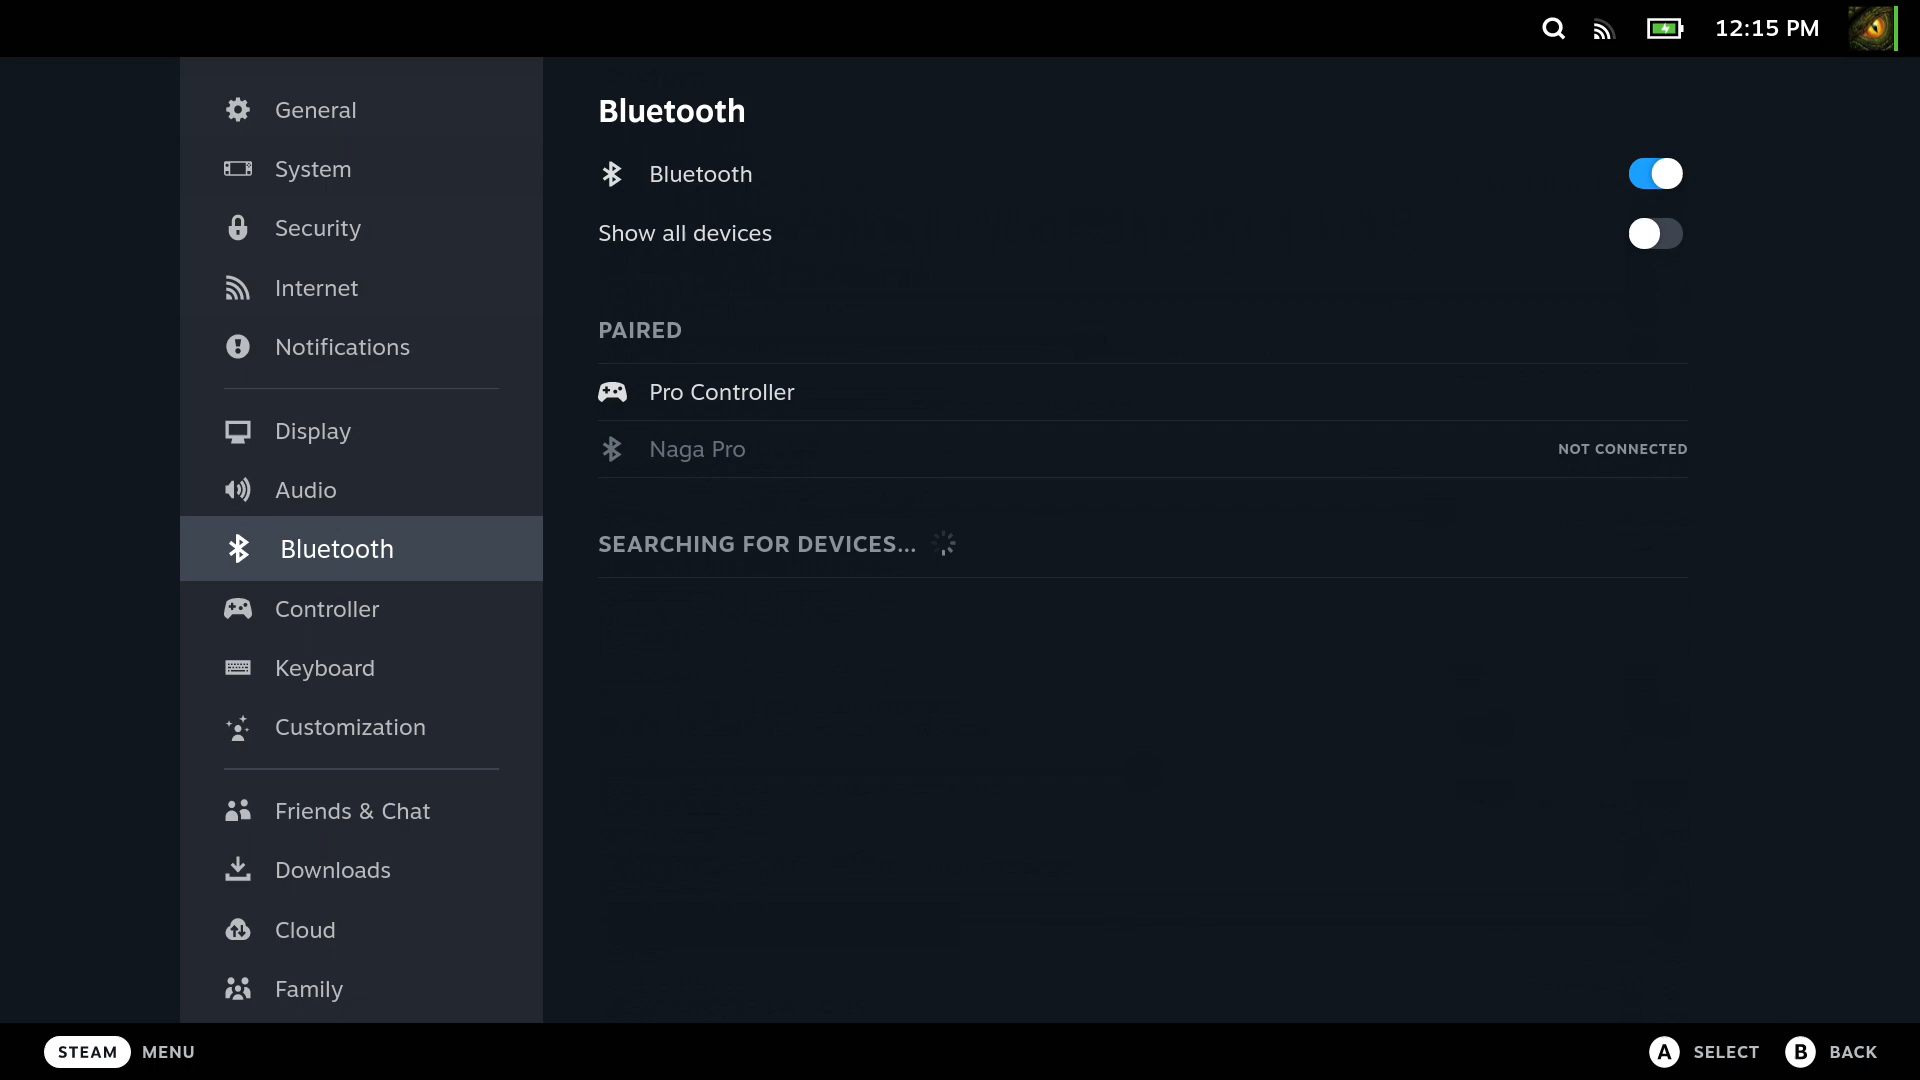 12:15 PM
General
System
Security
Internet
Notifications
Display
Audio
Bluetooth
Controller
Keyboard
Customization
Friends & Chat
Downloads
Cloud
Family
Bluetooth
Bluetooth
Show all devices
PAIRED
Pro Controller
Naga Pro NOT CONNECTED
SEARCHING FOR DEVICES...
STEAM MENU
A SELECT B BACK